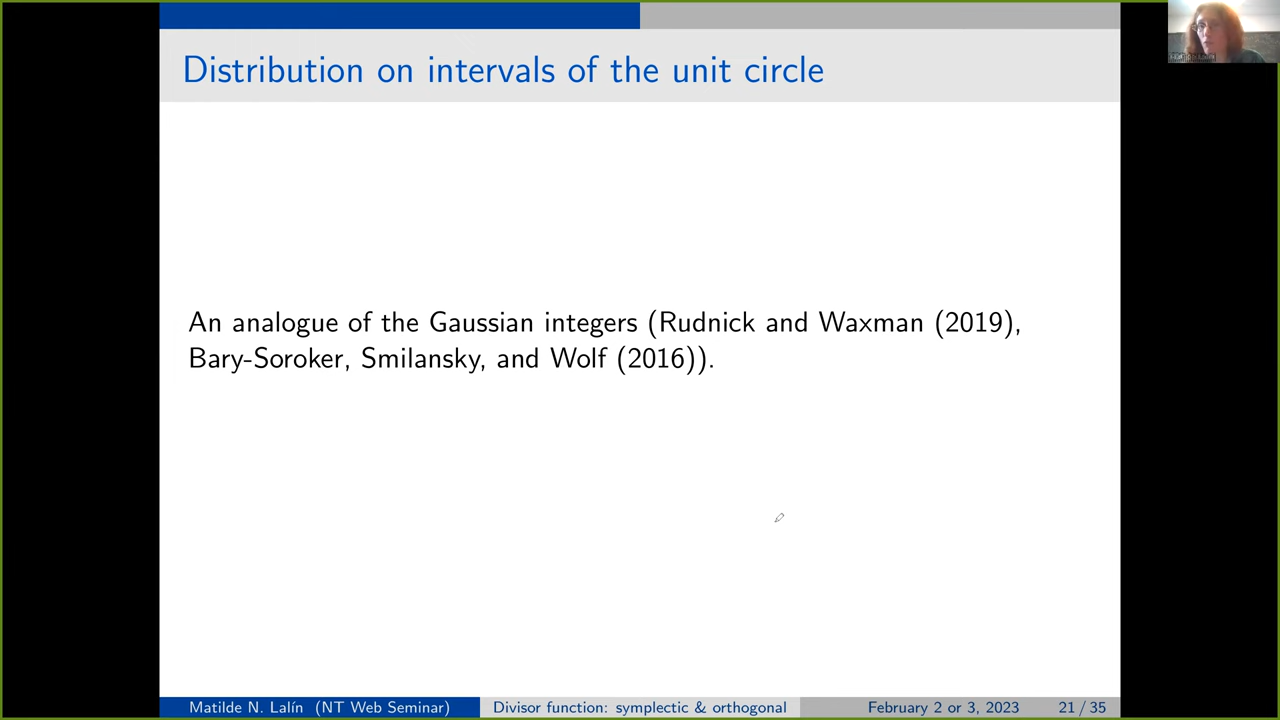 Distribution on intervals of the unit circle
An analogue of the Gaussian integers (Rudnick and Waxman (2019),
Bary-Soroker, Smilansky, and Wolf (2016)).
Matilde N. Lalín (NT Web Seminar) Divisor function: symplectic & orthogonal February 2 or 3, 2023 21 / 35